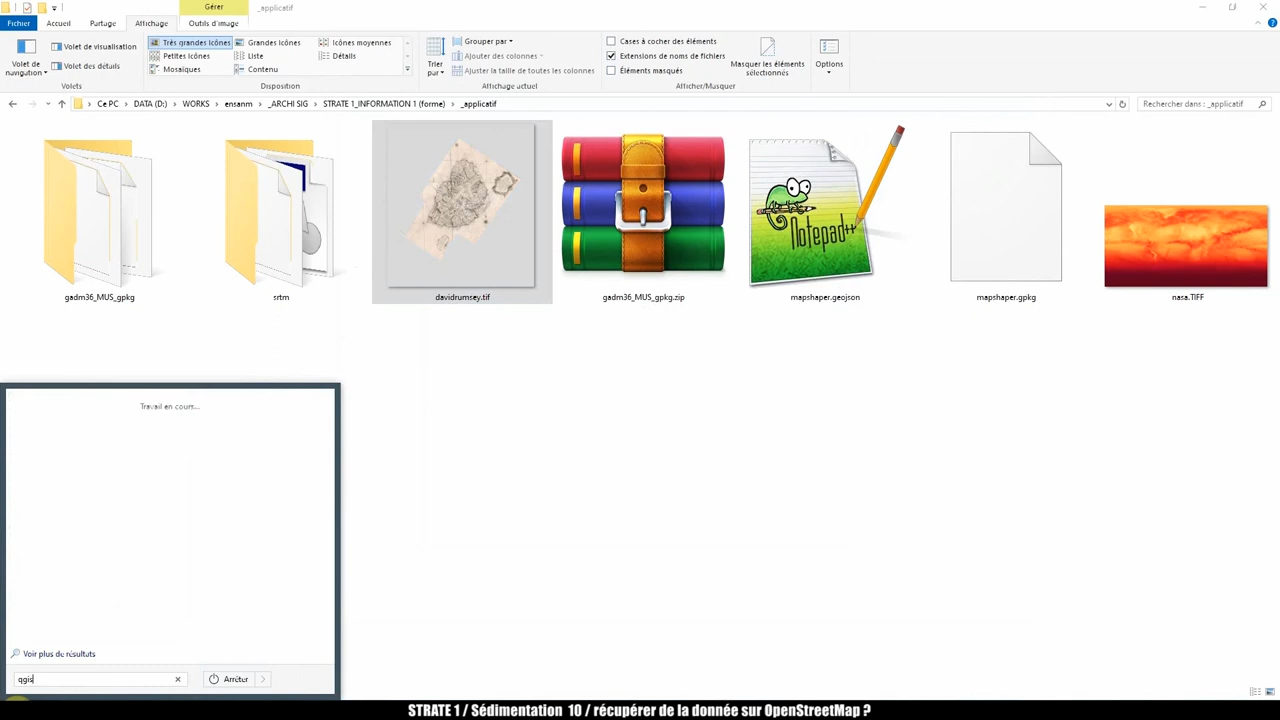 Gérer
_applicatif
Fichier Accueil Partage Affichage Outils d'image
Volet de navigation
Volet de visualisation
Volet des détails
Volets
Très grandes icônes Grandes icônes Icônes moyennes
Petites icônes Liste Détails
Mosaïques Contenu
Disposition
Trier par
Grouper par
Ajouter des colonnes
Ajuster la taille de toutes les colonnes
Affichage actuel
Cases à cocher des éléments
Extensions de noms de fichiers
Éléments masqués
Masquer les éléments sélectionnés
Afficher/Masquer
Options
Ce PC > DATA (D:) > WORKS > ensanm > _ARCHI SIG > STRATE 1_INFORMATION 1 (forme) > _applicatif
Rechercher dans : _applicatif
Notepad++
gadm36_MUS_gpkg
srtm
davidrumsey.tif
gadm36_MUS_gpkg.zip
mapshaper.geojson
mapshaper.gpkg
nasa.TIFF
Travail en cours...
Voir plus de résultats
qgis
Arrêter
STRATE 1 / Sédimentation 10 / récupérer de la donnée sur OpenStreetMap ?